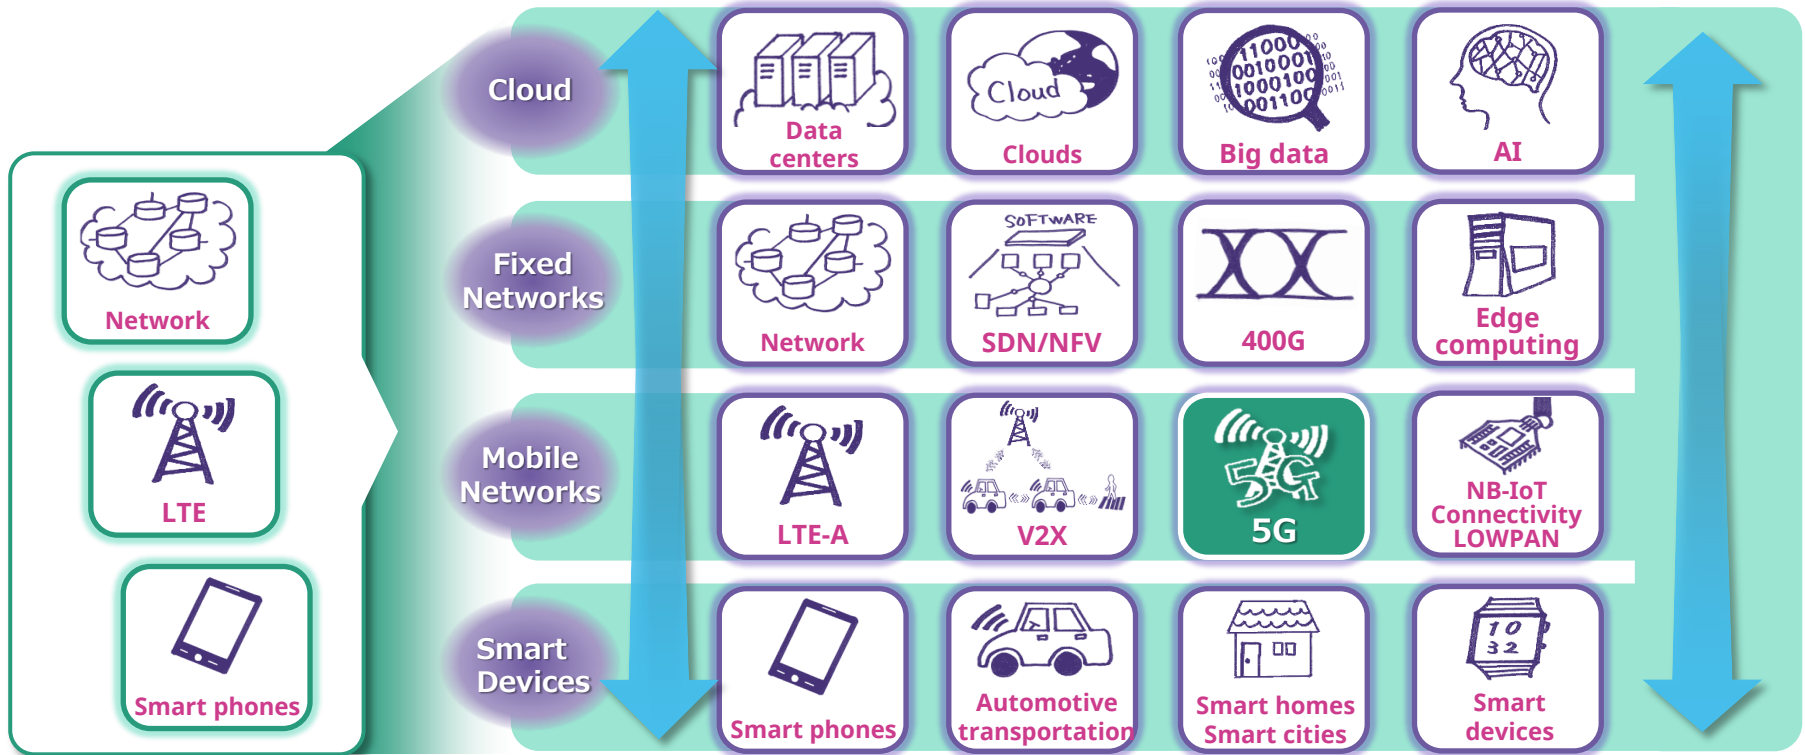 Network
LTE
Smart phones
Cloud
Data
centers
Cloud
Clouds
11000
0010001
1000100
001100
Big data
AI
Fixed
Networks
Network
SOFTWARE
SDN/NFV
400G
Edge
computing
Mobile
Networks
LTE-A
V2X
5G
5G
NB-IoT
Connectivity
LOWPAN
Smart
Devices
Smart phones
Automotive
transportation
Smart homes
Smart cities
10
32
Smart
devices